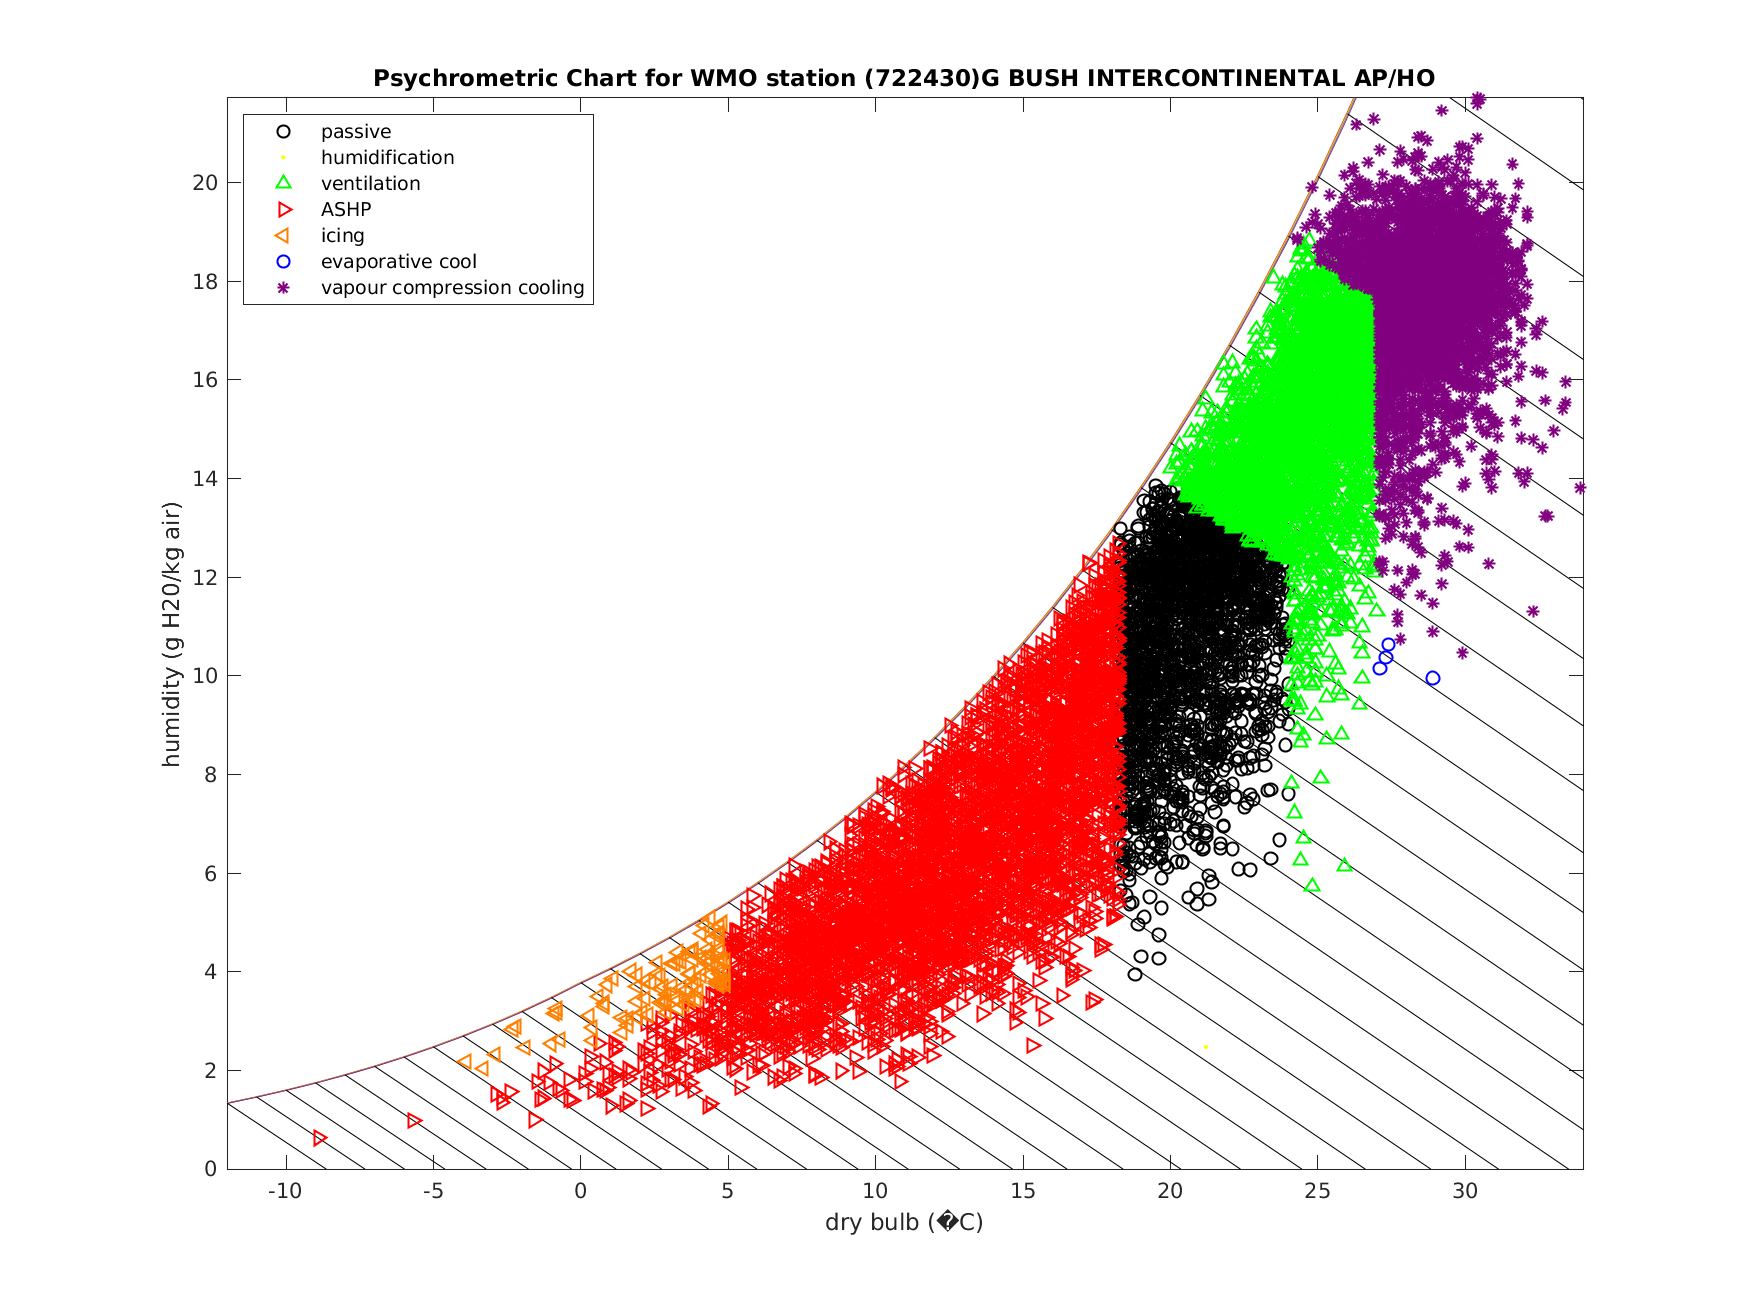 Psychrometric Chart for WMO station (722430)G BUSH INTERCONTINENTAL AP/HO
passive
humidification
ventilation
ASHP
icing
evaporative cool
vapour compression cooling
humidity (g H20/kg air)
20
18
16
14
12
10
8
6
4
2
0
-10 -5 0 5 10 15 20 25 30
dry bulb (�C)